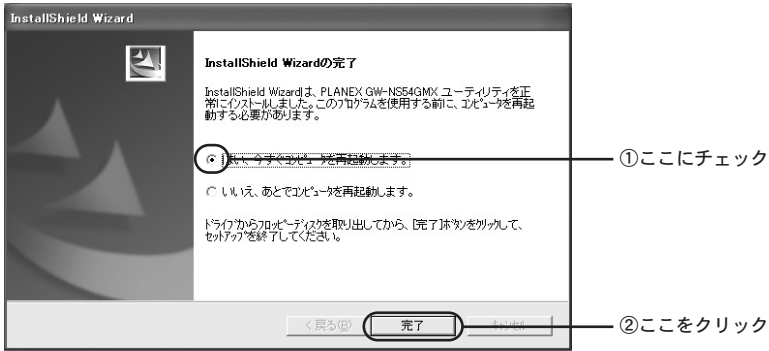 InstallShield Wizard
InstallShield Wizardの完了
InstallShield Wizardは、PLANEX GW-NS54GMX ユーティリティを正
常にインストールしました。このプログラムを使用する前に、コンピュータを再起
動する必要があります。
はい、今すぐコンピュータを再起動します。
①ここにチェック
いいえ、あとでコンピュータを再起動します。
ドライブからフロッピーディスクを取り出してから、[完了]ボタンをクリックして、
セットアップを終了してください。
< 戻る(B)
完了
キャンセル
②ここをクリック